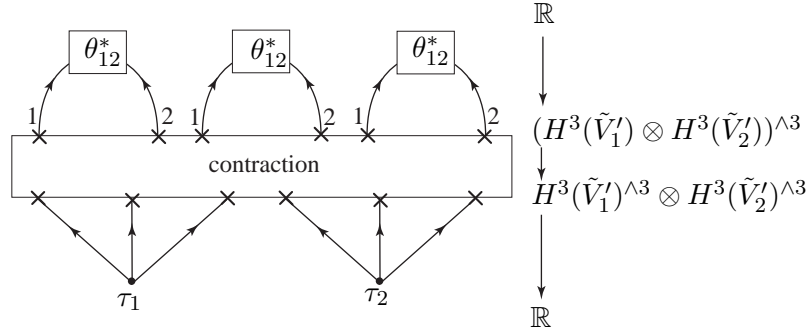 ℝ
θ*₁₂ θ*₁₂ θ*₁₂
1 2 1 2 1 2
(H³(Ṽ′₁) ⊗ H³(Ṽ′₂))^∧3
contraction
H³(Ṽ′₁)^∧3 ⊗ H³(Ṽ′₂)^∧3
τ₁ τ₂
ℝ